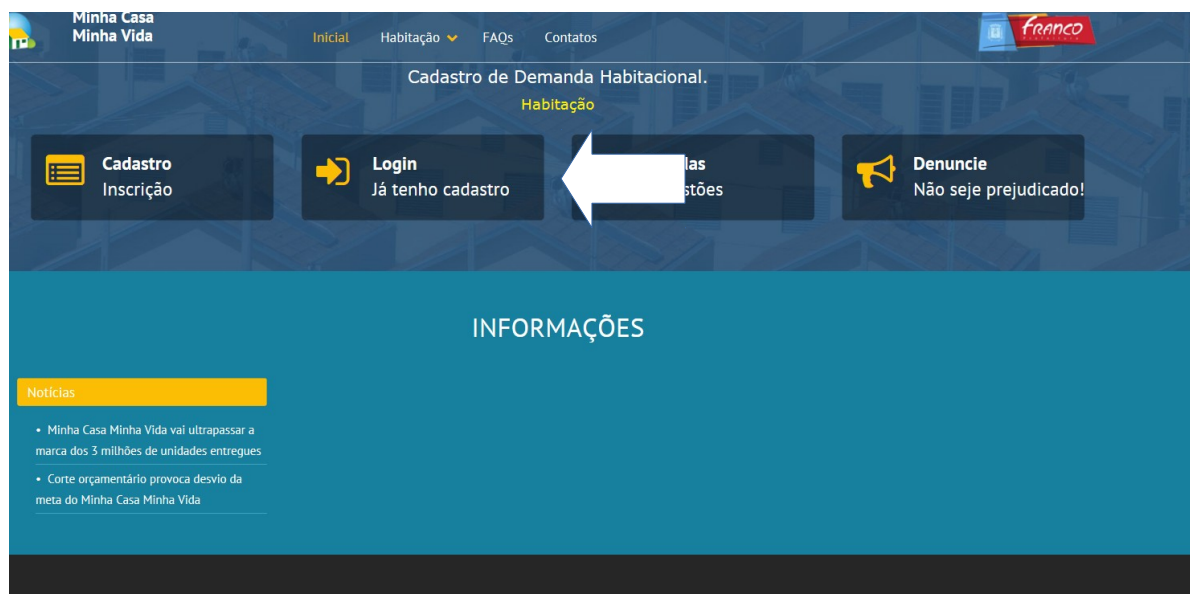 Minha Casa
Minha Vida
Inicial Habitação FAQs Contatos
franco
Cadastro de Demanda Habitacional.
Habitação
Cadastro
Inscrição
Login
Já tenho cadastro
Denuncie
Não seje prejudicado!
INFORMAÇÕES
Notícias
• Minha Casa Minha Vida vai ultrapassar a
marca dos 3 milhões de unidades entregues
• Corte orçamentário provoca desvio da
meta do Minha Casa Minha Vida